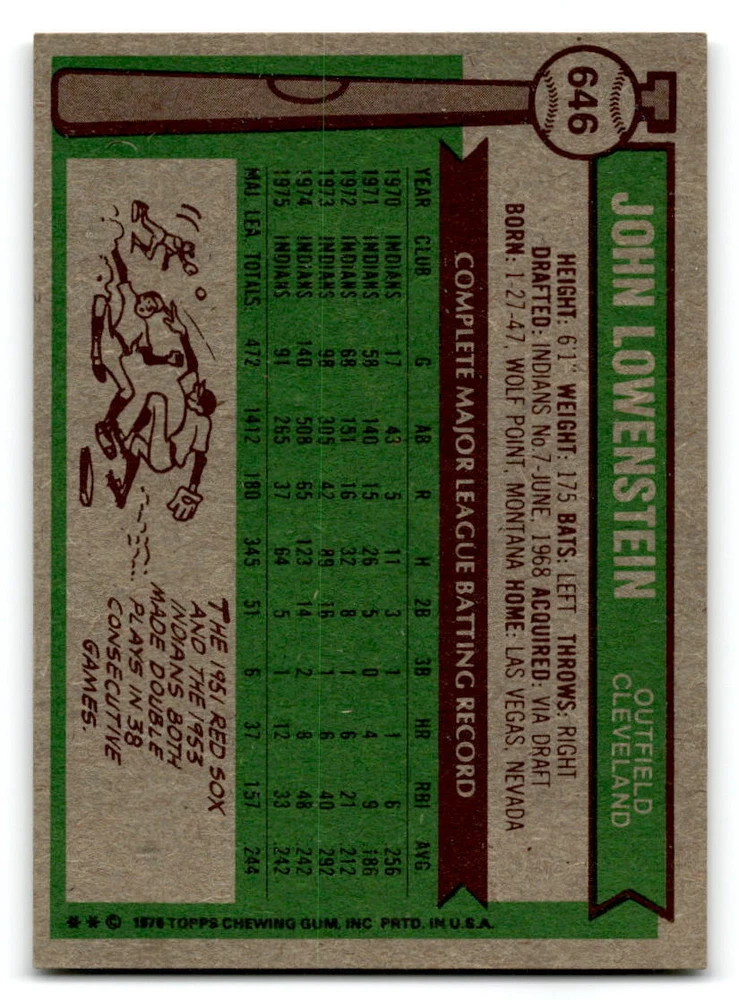 646
JOHN LOWENSTEIN
OUTFIELD
CLEVELAND
HEIGHT: 6'1" WEIGHT: 175 BATS: LEFT THROWS: RIGHT
DRAFTED: INDIANS No.7-JUNE, 1968 ACQUIRED: VIA DRAFT
BORN: 1-27-47, WOLF POINT, MONTANA HOME: LAS VEGAS, NEVADA
COMPLETE MAJOR LEAGUE BATTING RECORD
YEAR CLUB G AB R H 2B 3B HR RBI AVG
1970 INDIANS 17 43 5 11 3 1 1 6 .256
1971 INDIANS 58 140 15 26 5 0 4 9 .186
1972 INDIANS 68 151 16 32 8 1 6 21 .212
1973 INDIANS 98 305 42 89 16 1 6 40 .292
1974 INDIANS 140 508 65 123 14 2 8 48 .242
1975 INDIANS 91 265 37 64 5 1 12 33 .242
MAJ. LEA. TOTALS: 472 1412 180 345 51 6 37 157 .244
THE 1951 RED SOX
AND THE 1953
INDIANS BOTH
MADE DOUBLE
PLAYS IN 38
CONSECUTIVE
GAMES.
** © 1976 TOPPS CHEWING GUM, INC. PRTD. IN U.S.A.